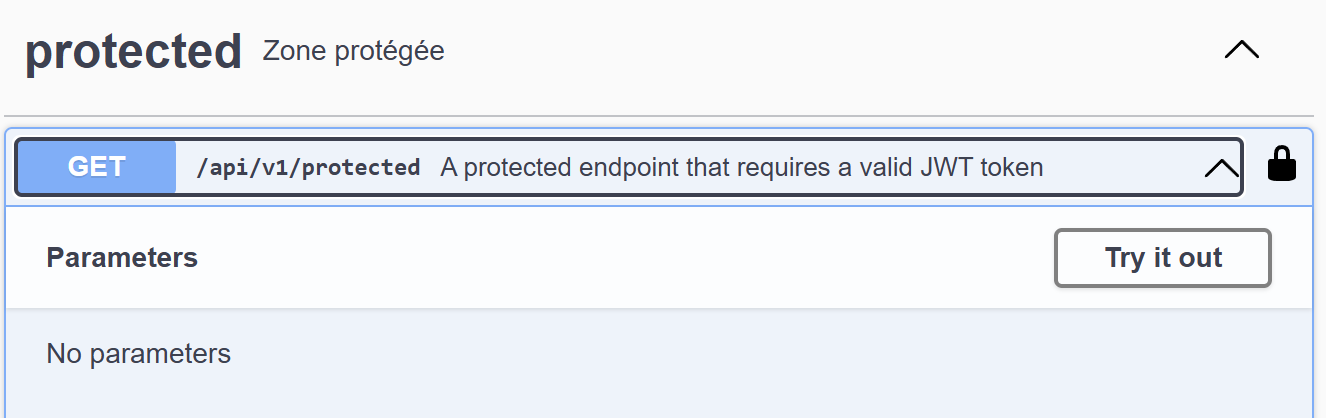 protected Zone protégée
GET /api/v1/protected A protected endpoint that requires a valid JWT token
Parameters Try it out
No parameters